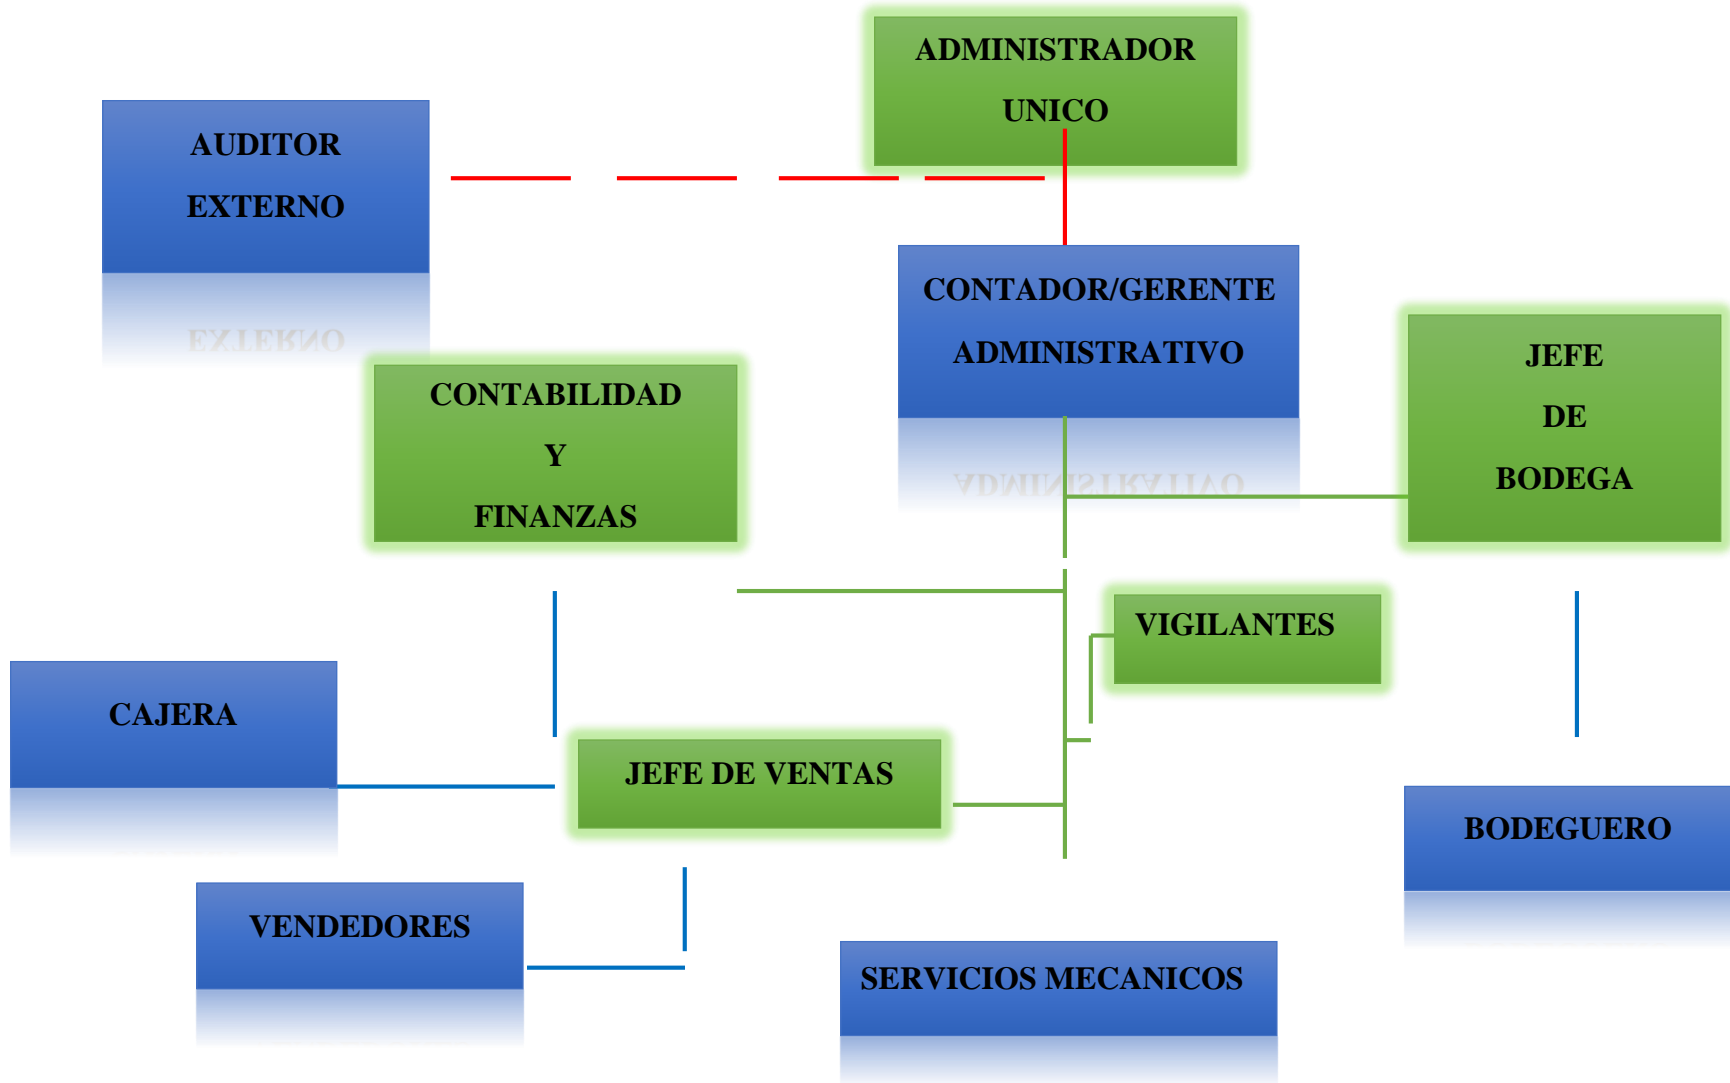 ADMINISTRADOR
UNICO
AUDITOR
EXTERNO
CONTADOR/GERENTE
ADMINISTRATIVO
JEFE
DE
BODEGA
CONTABILIDAD
Y
FINANZAS
VIGILANTES
CAJERA
JEFE DE VENTAS
BODEGUERO
VENDEDORES
SERVICIOS MECANICOS